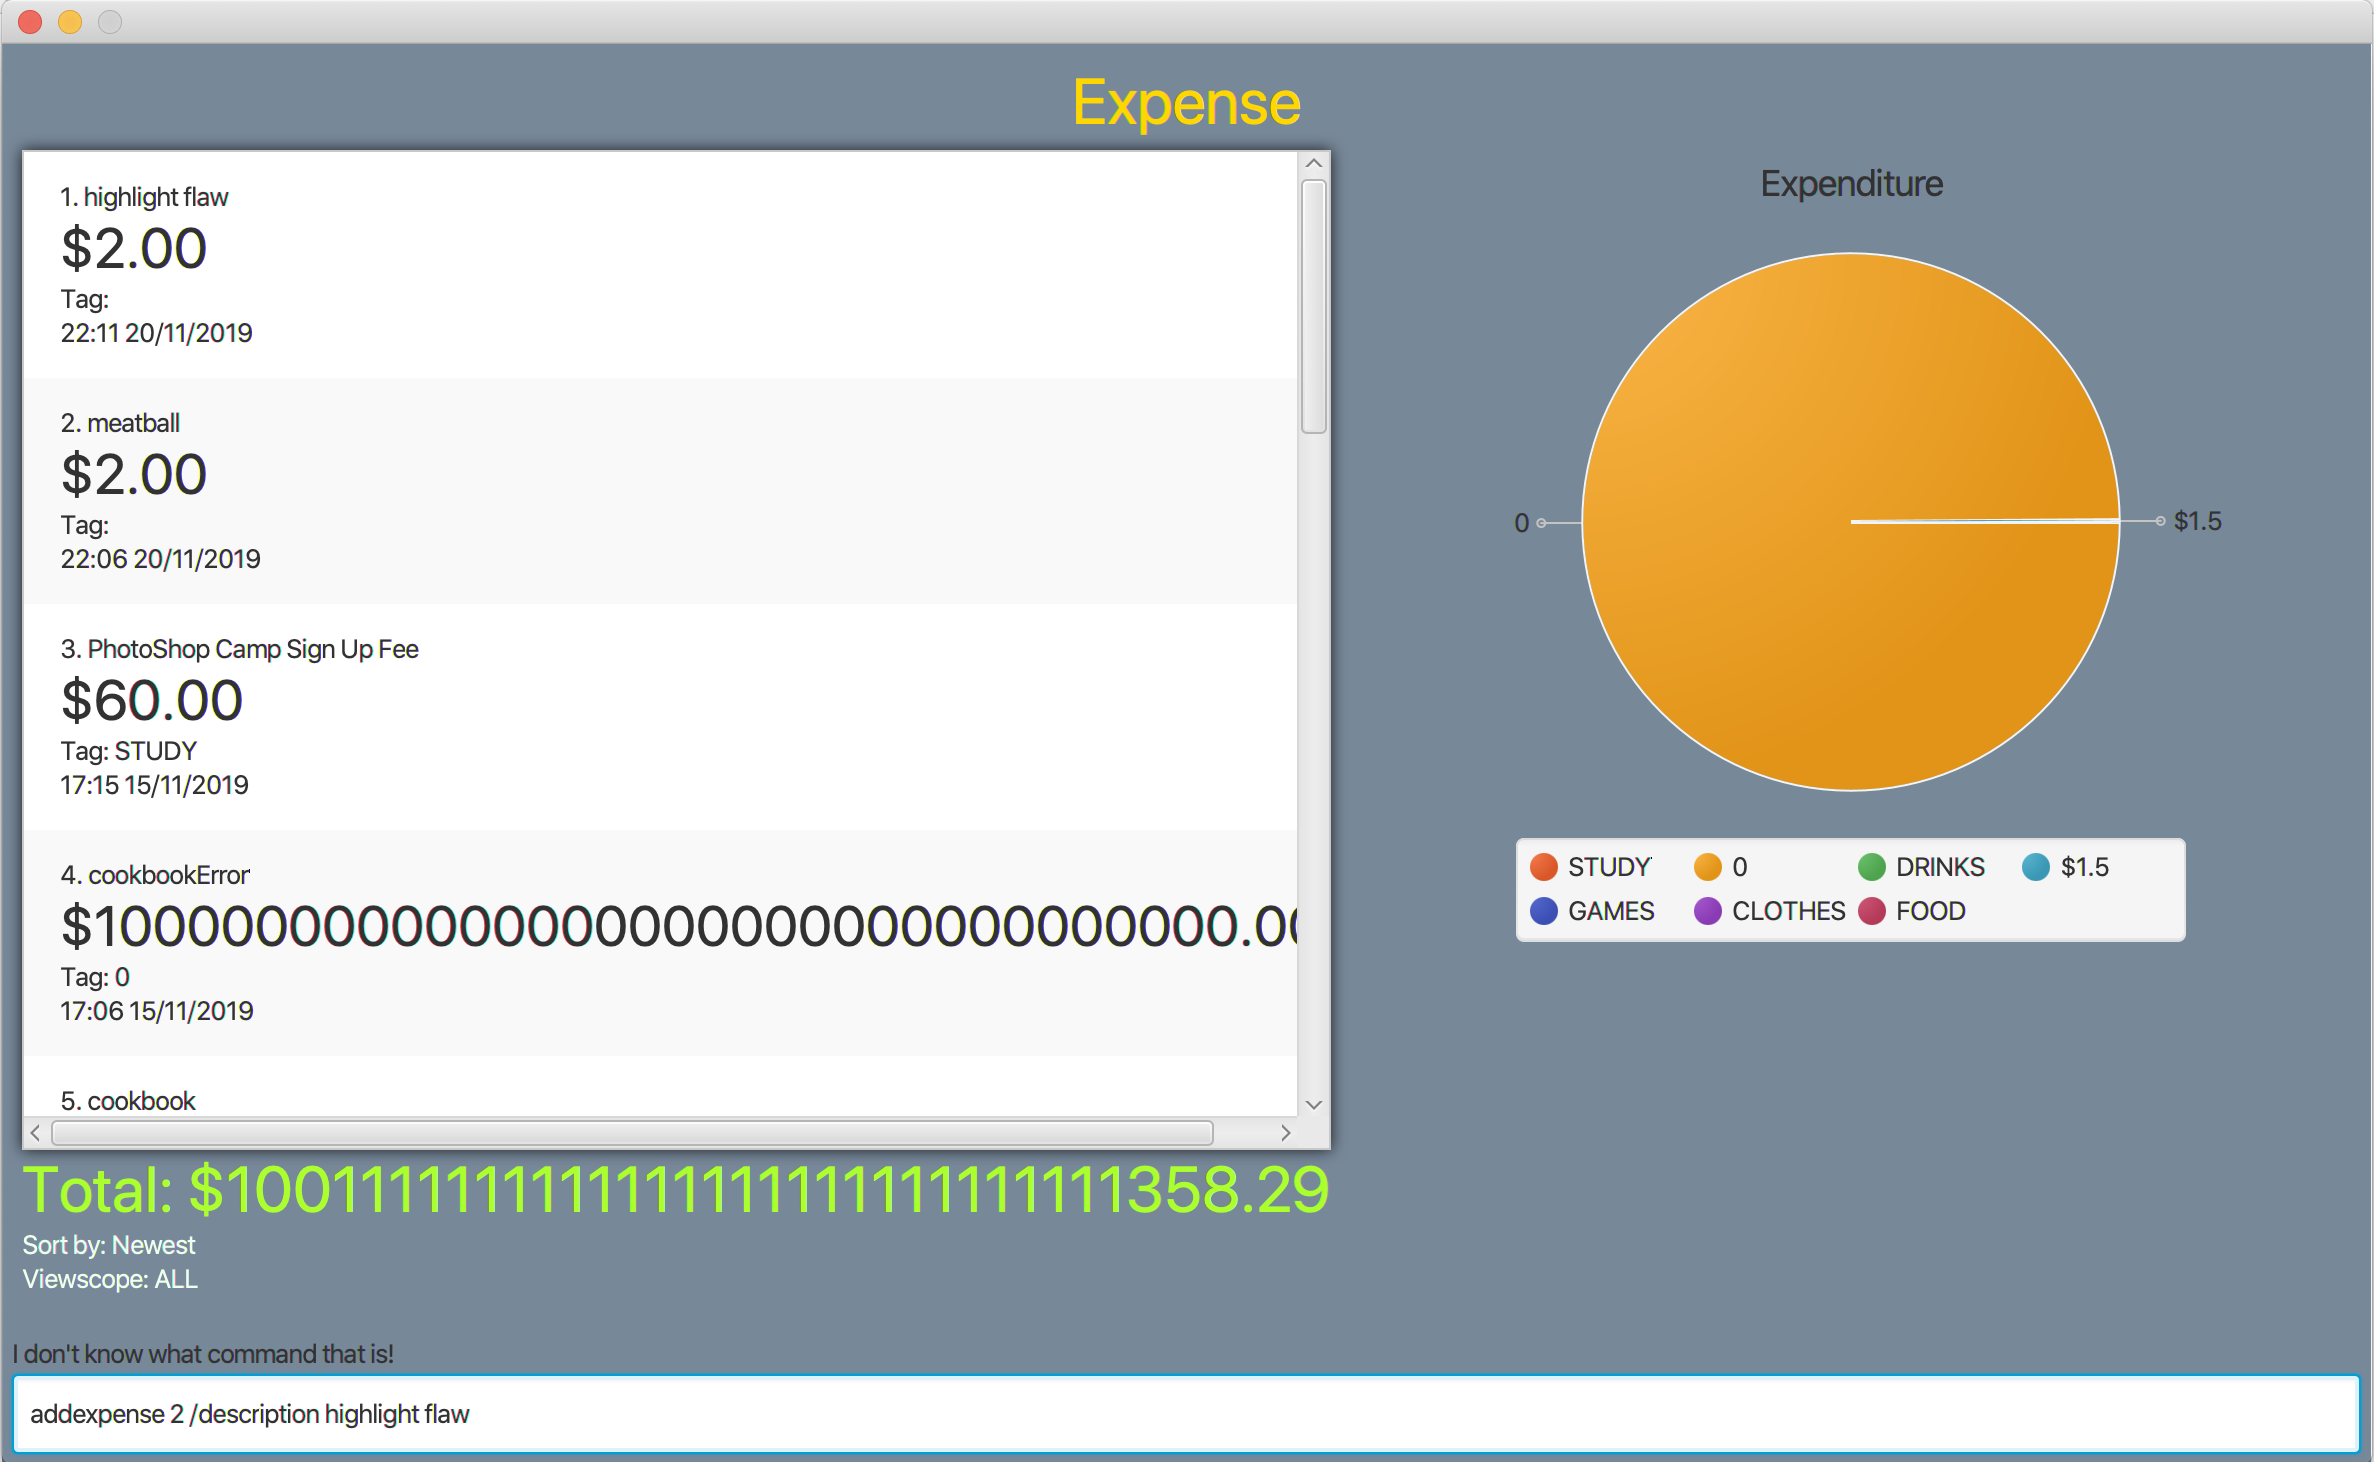 Expense
1. highlight flaw
$2.00
Tag:
22:11 20/11/2019
2. meatball
$2.00
Tag:
22:06 20/11/2019
3. PhotoShop Camp Sign Up Fee
$60.00
Tag: STUDY
17:15 15/11/2019
4. cookbookError
$1000000000000000000000000000000000.00
Tag: 0
17:06 15/11/2019
5. cookbook
Total: $1001111111111111111111111111111358.29
Sort by: Newest
Viewscope: ALL
Expenditure
0
$1.5
STUDY 0 DRINKS $1.5
GAMES CLOTHES FOOD
I don't know what command that is!
addexpense 2 /description highlight flaw